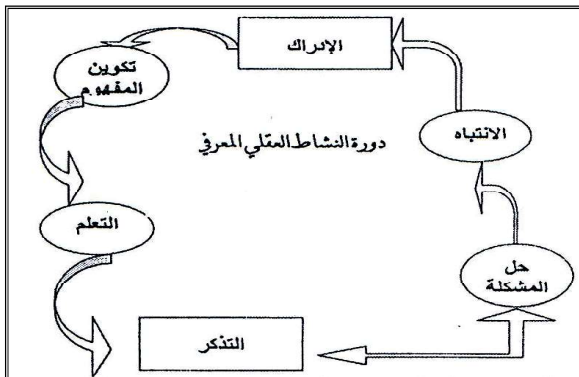 الإدراك
تكوين
المفهوم
الانتباه
دورة النشاط العقلي المعرفي
التعلم
حل
المشكلة
التذكر